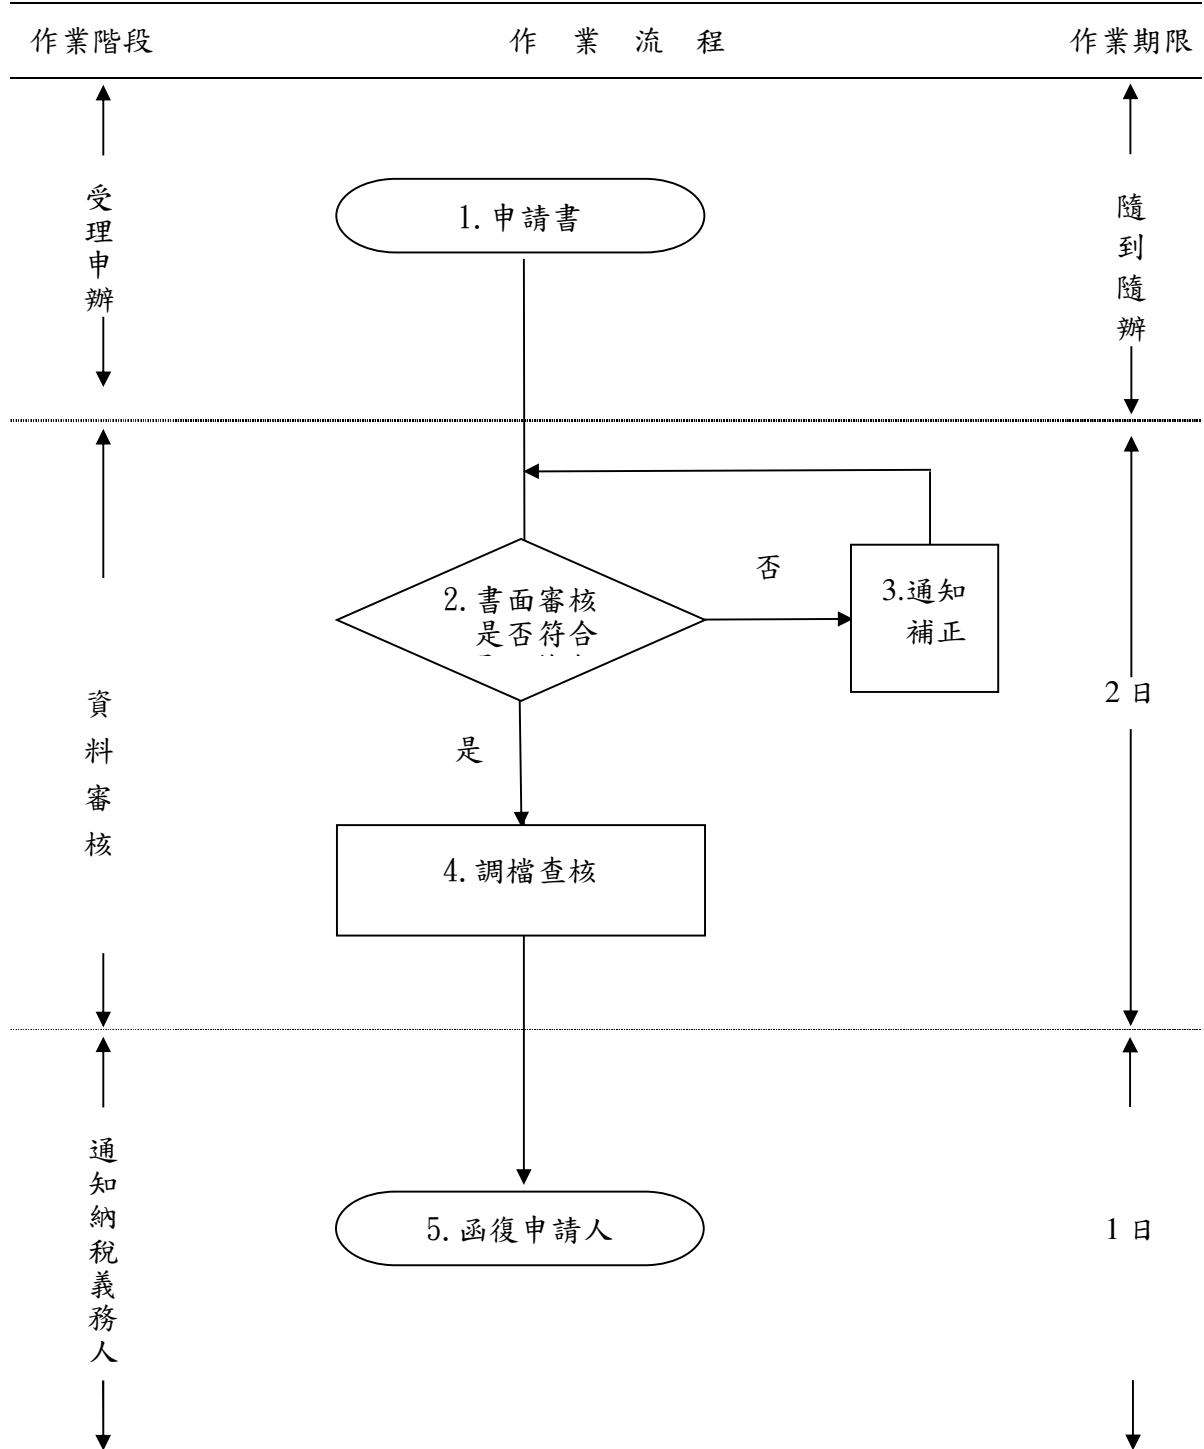 作業階段 作業流程 作業期限
受理申辦
1.申請書
隨到隨辦
2.書面審核
是否符合
否
3.通知
補正
資料審核
2日
是
4.調檔查核
通知納稅義務人
5.函復申請人
1日